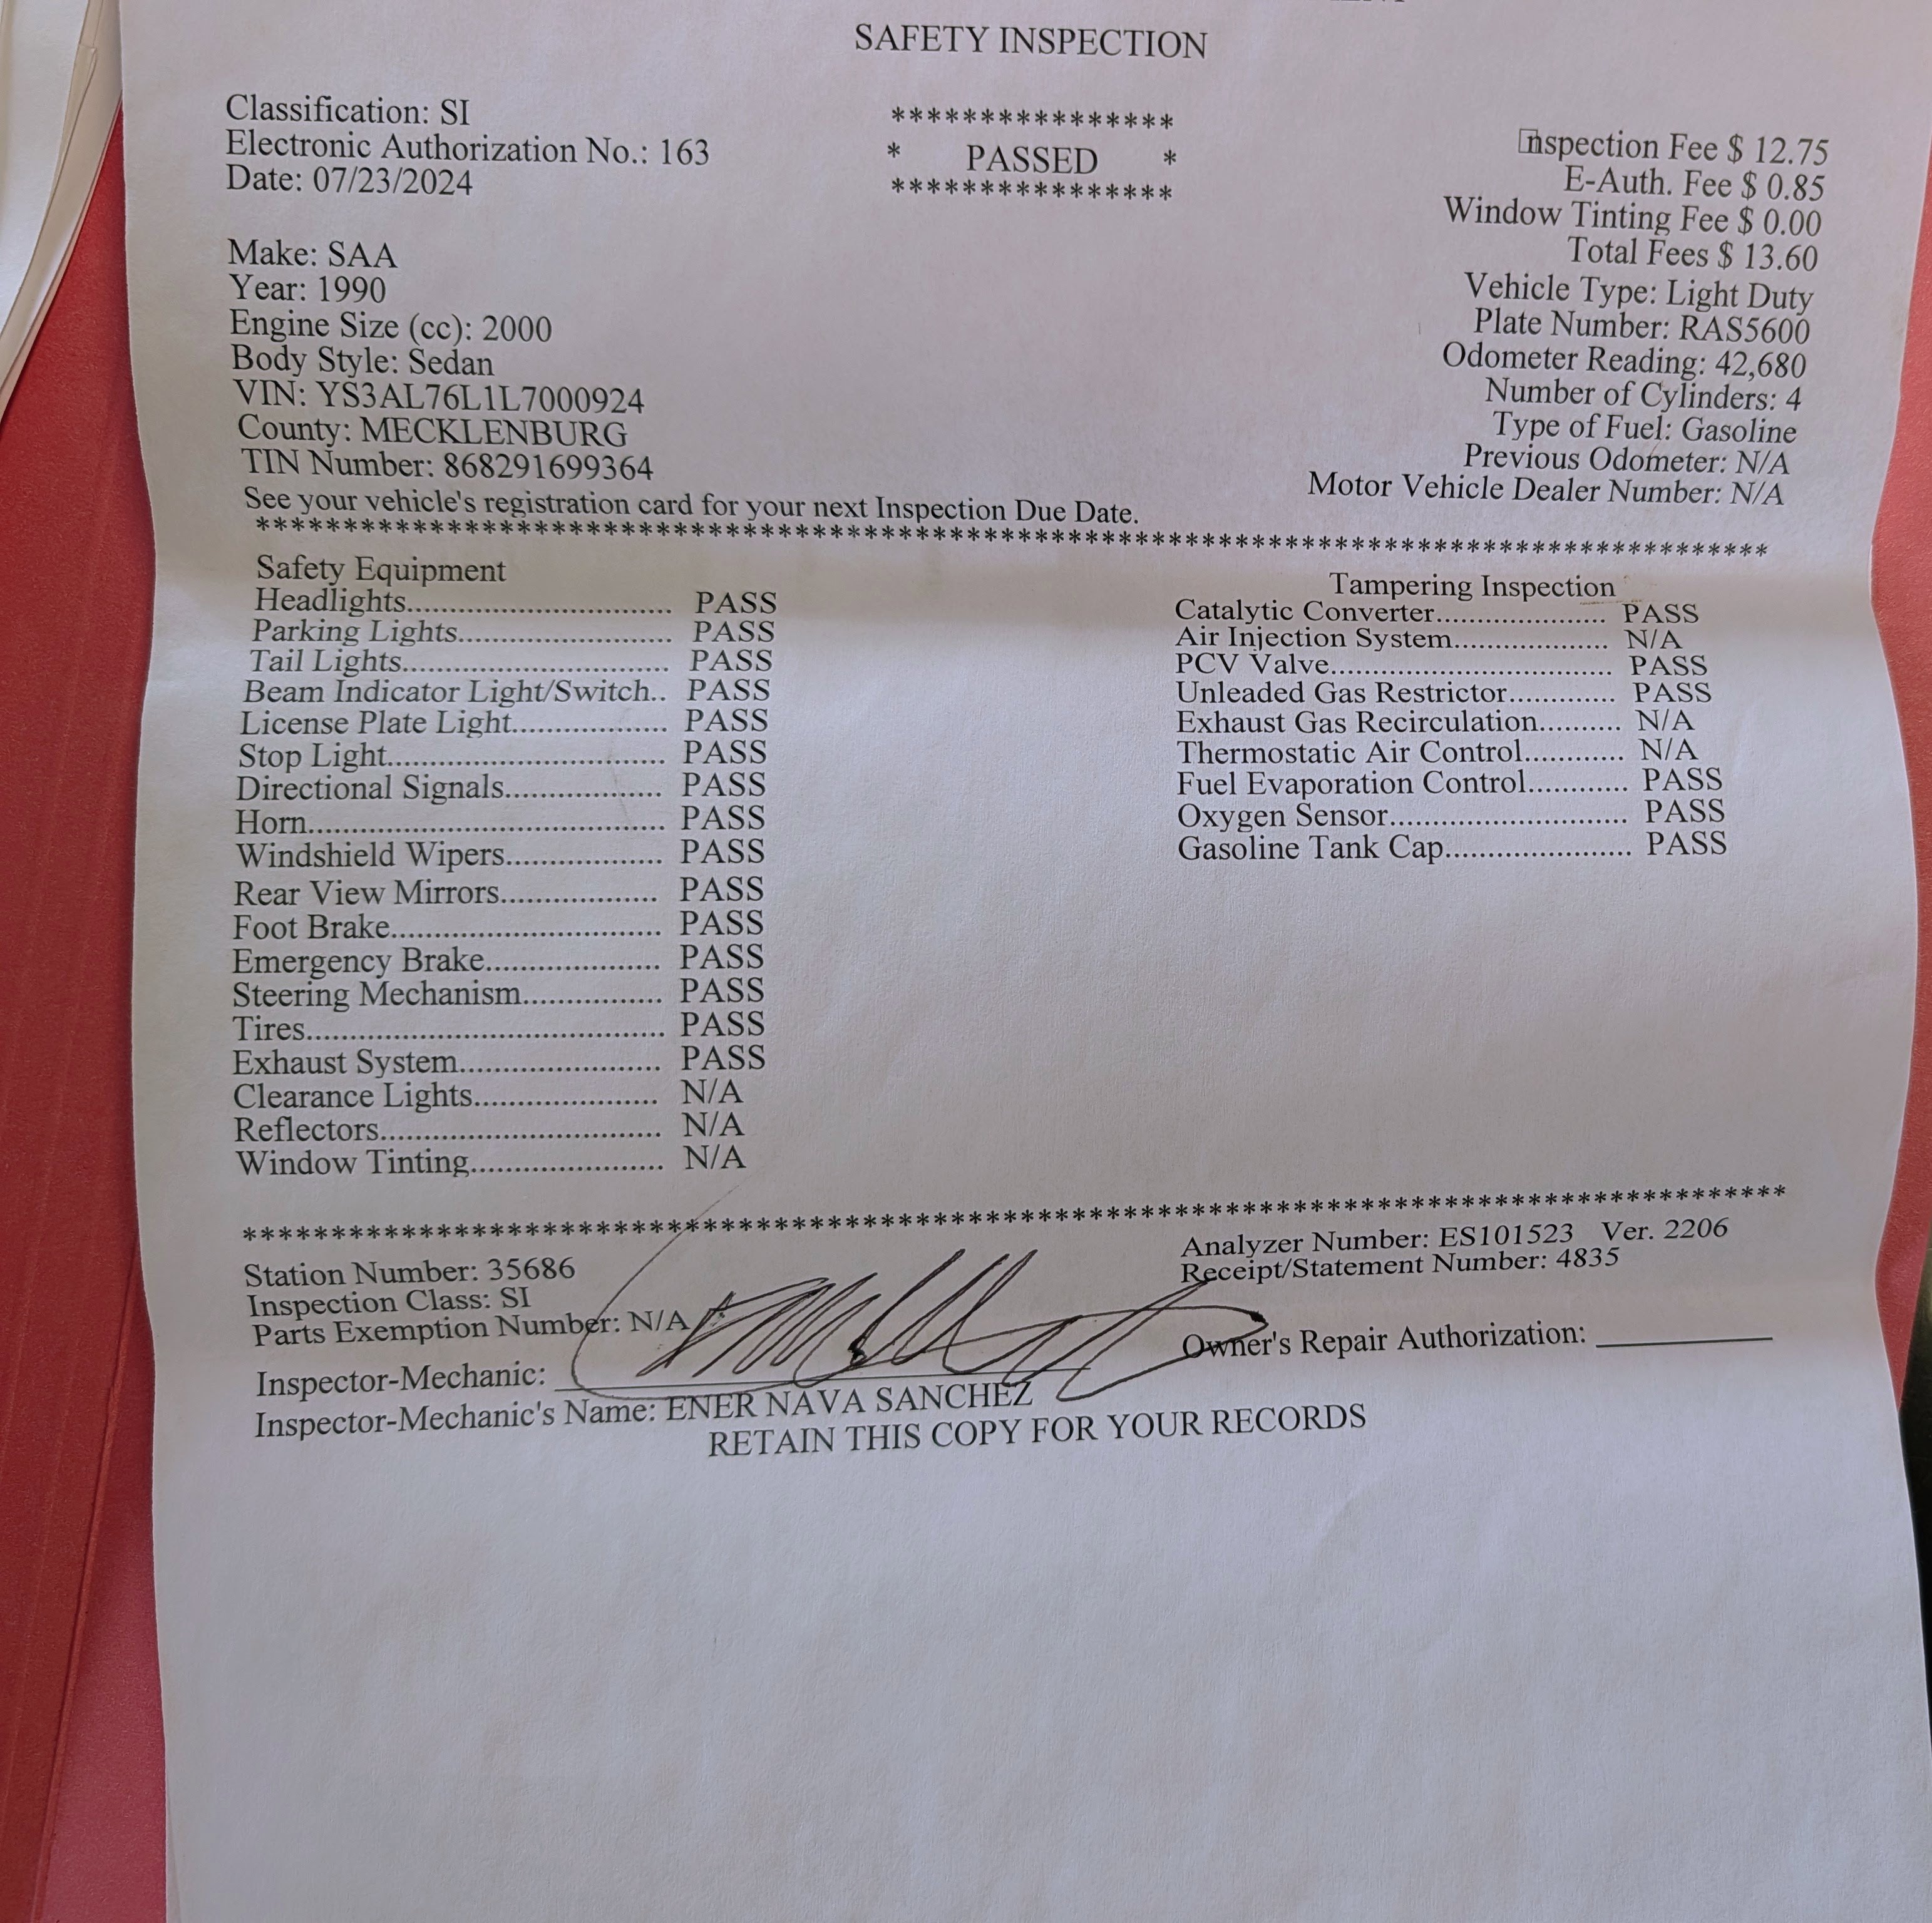 SAFETY INSPECTION
Classification: SI
Electronic Authorization No.: 163
Date: 07/23/2024
****************
* PASSED *
****************
Inspection Fee $ 12.75
E-Auth. Fee $ 0.85
Window Tinting Fee $ 0.00
Total Fees $ 13.60
Vehicle Type: Light Duty
Plate Number: RAS5600
Odometer Reading: 42,680
Number of Cylinders: 4
Type of Fuel: Gasoline
Previous Odometer: N/A
Motor Vehicle Dealer Number: N/A
Make: SAA
Year: 1990
Engine Size (cc): 2000
Body Style: Sedan
VIN: YS3AL76L1L7000924
County: MECKLENBURG
TIN Number: 868291699364
See your vehicle's registration card for your next Inspection Due Date.
Safety Equipment
Headlights.............................. PASS
Parking Lights........................ PASS
Tail Lights.............................. PASS
Beam Indicator Light/Switch.. PASS
License Plate Light................. PASS
Stop Light............................... PASS
Directional Signals................. PASS
Horn........................................ PASS
Windshield Wipers................. PASS
Rear View Mirrors................. PASS
Foot Brake.............................. PASS
Emergency Brake................... PASS
Steering Mechanism............... PASS
Tires........................................ PASS
Exhaust System...................... PASS
Clearance Lights.................... N/A
Reflectors............................... N/A
Window Tinting...................... N/A
Tampering Inspection
Catalytic Converter...................... PASS
Air Injection System.................... N/A
PCV Valve.................................... PASS
Unleaded Gas Restrictor.............. PASS
Exhaust Gas Recirculation.......... N/A
Thermostatic Air Control............ N/A
Fuel Evaporation Control............ PASS
Oxygen Sensor............................ PASS
Gasoline Tank Cap...................... PASS
Station Number: 35686
Inspection Class: SI
Parts Exemption Number: N/A
Analyzer Number: ES101523 Ver. 2206
Receipt/Statement Number: 4835
Owner's Repair Authorization:
Inspector-Mechanic:
Inspector-Mechanic's Name: ENER NAVA SANCHEZ
RETAIN THIS COPY FOR YOUR RECORDS